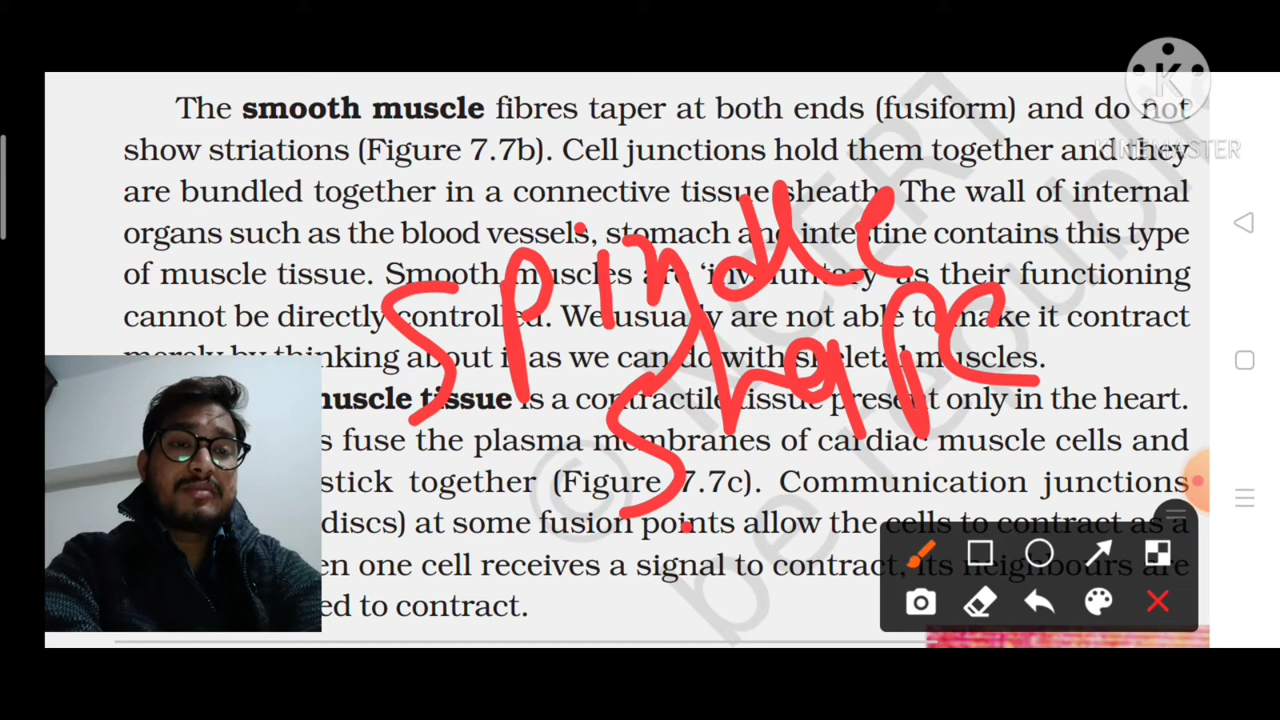 The smooth muscle fibres taper at both ends (fusiform) and do not
show striations (Figure 7.7b). Cell junctions hold them together and they
are bundled together in a connective tissue sheath. The wall of internal
organs such as the blood vessels, stomach and intestine contains this type
of muscle tissue. Smooth muscles are 'involuntary' as their functioning
cannot be directly controlled. We usually are not able to make it contract
merely by thinking about it as we can do with skeletal muscles.
muscle tissue is a contractile tissue present only in the heart.
s fuse the plasma membranes of cardiac muscle cells and
stick together (Figure 7.7c). Communication junctions
discs) at some fusion points allow the cells to contract as a
en one cell receives a signal to contract, its neighbours are
ed to contract.
spindle
shape
K
KINEMASTER
© NCERT
be republi